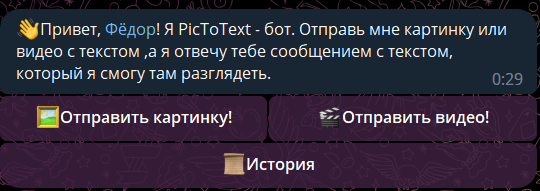 👋Привет, Фёдор! Я PicToText - бот. Отправь мне картинку или
видео с текстом ,а я отвечу тебе сообщением с текстом,
который я смогу там разглядеть.
0:29
🖼️Отправить картинку!
🎬Отправить видео!
📜История